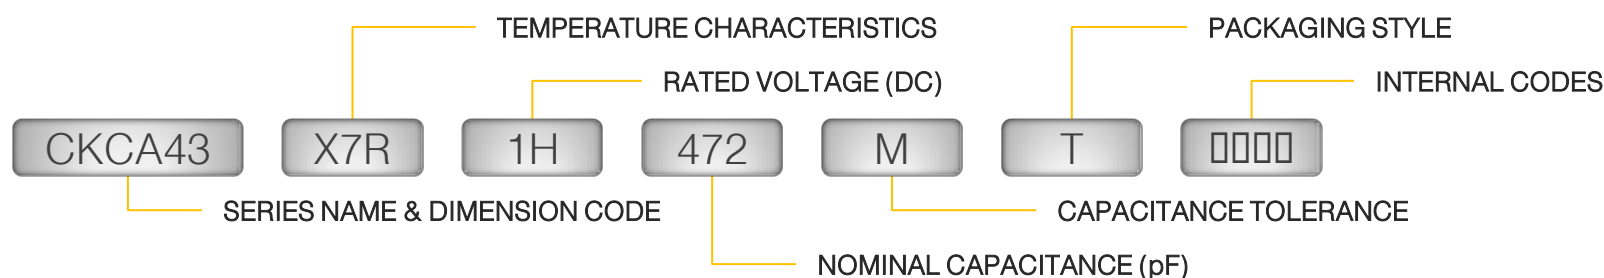 TEMPERATURE CHARACTERISTICS
PACKAGING STYLE
RATED VOLTAGE (DC)
INTERNAL CODES
CKCA43 X7R 1H 472 M T ▯▯▯▯
SERIES NAME & DIMENSION CODE
CAPACITANCE TOLERANCE
NOMINAL CAPACITANCE (pF)